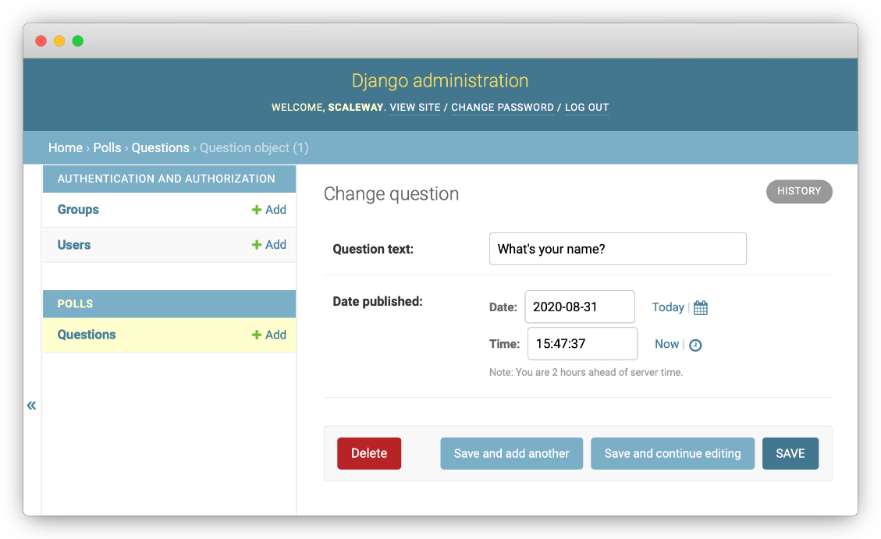 Django administration
WELCOME, SCALEWAY. VIEW SITE / CHANGE PASSWORD / LOG OUT
Home › Polls › Questions › Question object (1)
AUTHENTICATION AND AUTHORIZATION
Groups + Add
Users + Add
POLLS
Questions + Add
«
Change question
HISTORY
Question text: What's your name?
Date published: Date: 2020-08-31 Today |
Time: 15:47:37 Now |
Note: You are 2 hours ahead of server time.
Delete Save and add another Save and continue editing SAVE